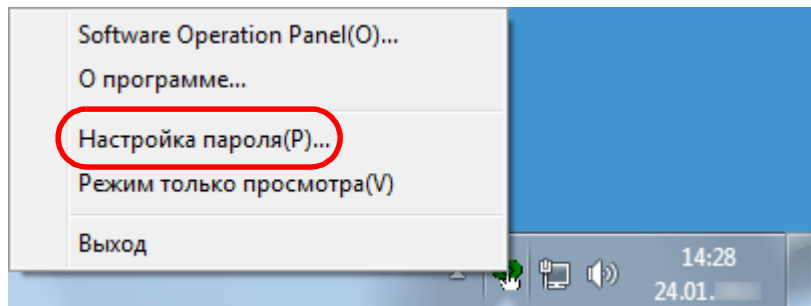 Software Operation Panel(O)...
О программе...
Настройка пароля(P)...
Режим только просмотра(V)
Выход
14:28
24.01.